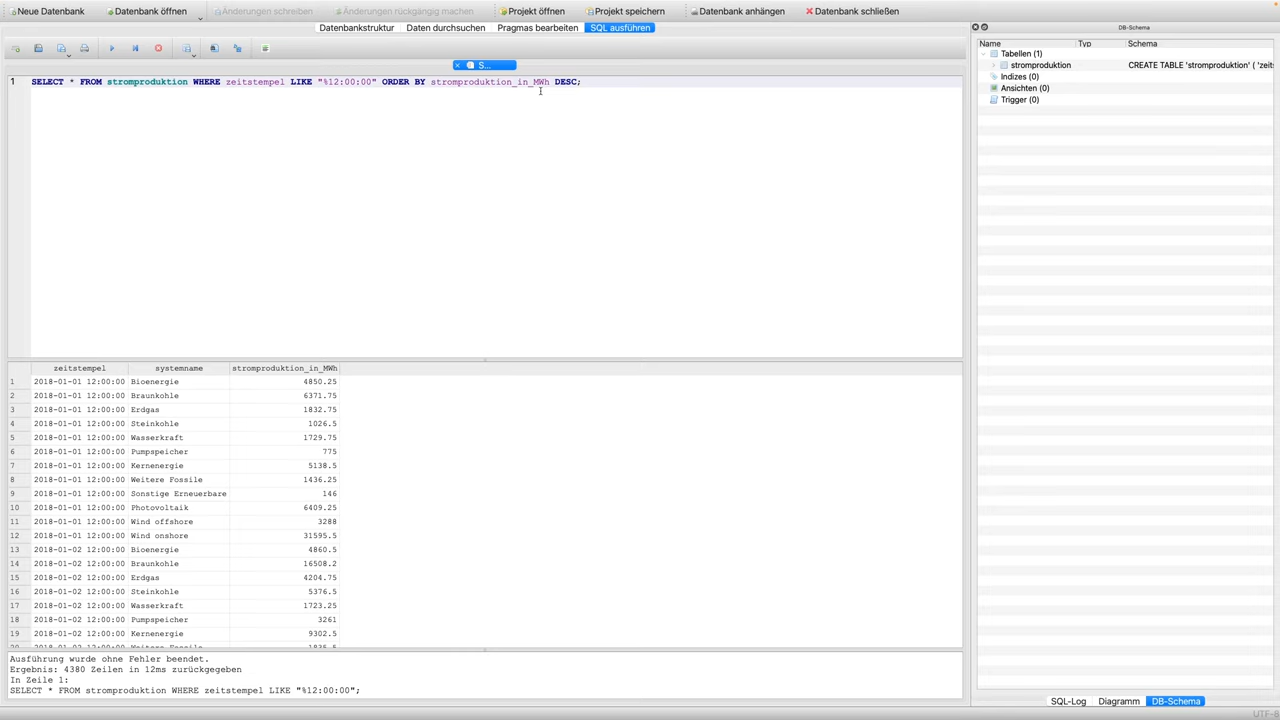 Neue Datenbank Datenbank öffnen Änderungen schreiben Änderungen rückgängig machen Projekt öffnen Projekt speichern Datenbank anhängen Datenbank schließen
Datenbankstruktur Daten durchsuchen Pragmas bearbeiten SQL ausführen
DB-Schema
S...
1 SELECT * FROM stromproduktion WHERE zeitstempel LIKE "%12:00:00" ORDER BY stromproduktion_in_MWh DESC;
Name Typ Schema
Tabellen (1)
stromproduktion CREATE TABLE 'stromproduktion' ( 'zeits
Indizes (0)
Ansichten (0)
Trigger (0)
zeitstempel systemname stromproduktion_in_MWh
1 2018-01-01 12:00:00 Bioenergie 4850.25
2 2018-01-01 12:00:00 Braunkohle 6371.75
3 2018-01-01 12:00:00 Erdgas 1832.75
4 2018-01-01 12:00:00 Steinkohle 1026.5
5 2018-01-01 12:00:00 Wasserkraft 1729.75
6 2018-01-01 12:00:00 Pumpspeicher 775
7 2018-01-01 12:00:00 Kernenergie 5138.5
8 2018-01-01 12:00:00 Weitere Fossile 1436.25
9 2018-01-01 12:00:00 Sonstige Erneuerbare 146
10 2018-01-01 12:00:00 Photovoltaik 6409.25
11 2018-01-01 12:00:00 Wind offshore 3288
12 2018-01-01 12:00:00 Wind onshore 31595.5
13 2018-01-02 12:00:00 Bioenergie 4860.5
14 2018-01-02 12:00:00 Braunkohle 16508.2
15 2018-01-02 12:00:00 Erdgas 4204.75
16 2018-01-02 12:00:00 Steinkohle 5376.5
17 2018-01-02 12:00:00 Wasserkraft 1723.25
18 2018-01-02 12:00:00 Pumpspeicher 3261
19 2018-01-02 12:00:00 Kernenergie 9302.5
Ausführung wurde ohne Fehler beendet.
Ergebnis: 4380 Zeilen in 12ms zurückgegeben
In Zeile 1:
SELECT * FROM stromproduktion WHERE zeitstempel LIKE "%12:00:00";
SQL-Log Diagramm DB-Schema
UTF-8